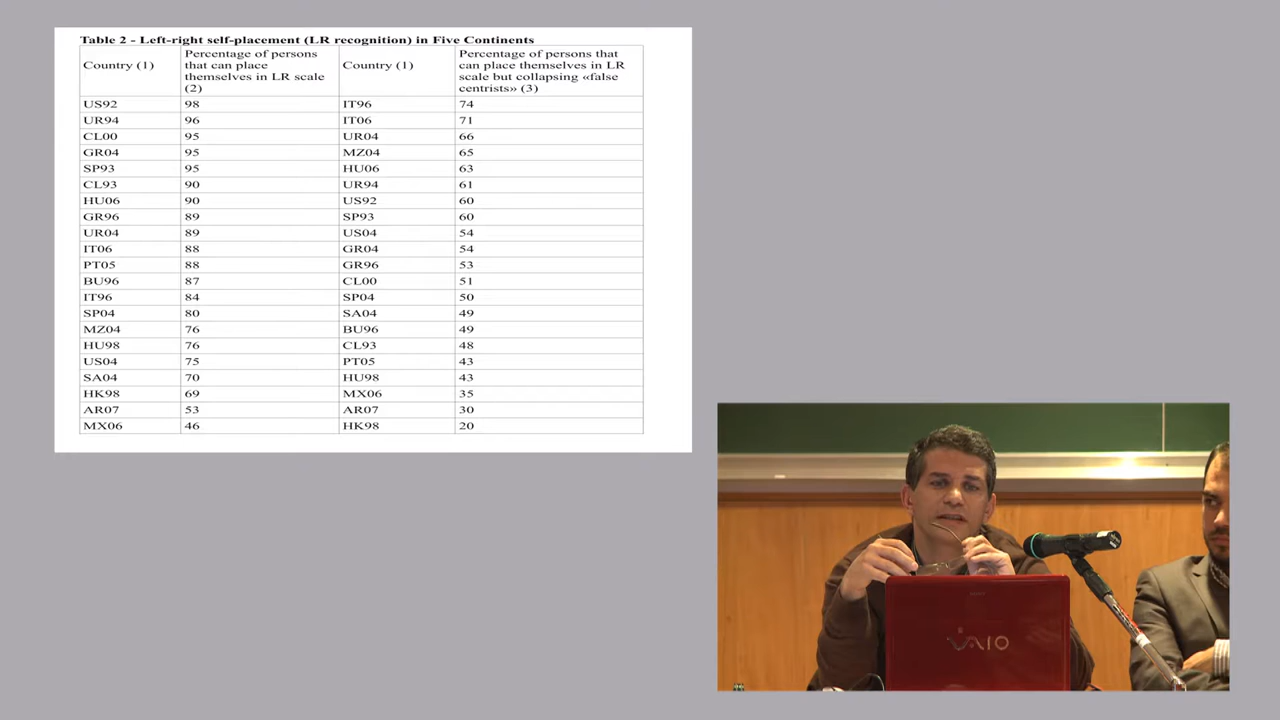 Table 2 - Left-right self-placement (LR recognition) in Five Continents
Country (1) Percentage of persons that can place themselves in LR scale (2) Country (1) Percentage of persons that can place themselves in LR scale but collapsing «false centrists» (3)
US92 98 IT96 74
UR94 96 IT06 71
CL00 95 UR04 66
GR04 95 MZ04 65
SP93 95 HU06 63
CL93 90 UR94 61
HU06 90 US92 60
GR96 89 SP93 60
UR04 89 US04 54
IT06 88 GR04 54
PT05 88 GR96 53
BU96 87 CL00 51
IT96 84 SP04 50
SP04 80 SA04 49
MZ04 76 BU96 49
HU98 76 CL93 48
US04 75 PT05 43
SA04 70 HU98 43
HK98 69 MX06 35
AR07 53 AR07 30
MX06 46 HK98 20
VAIO